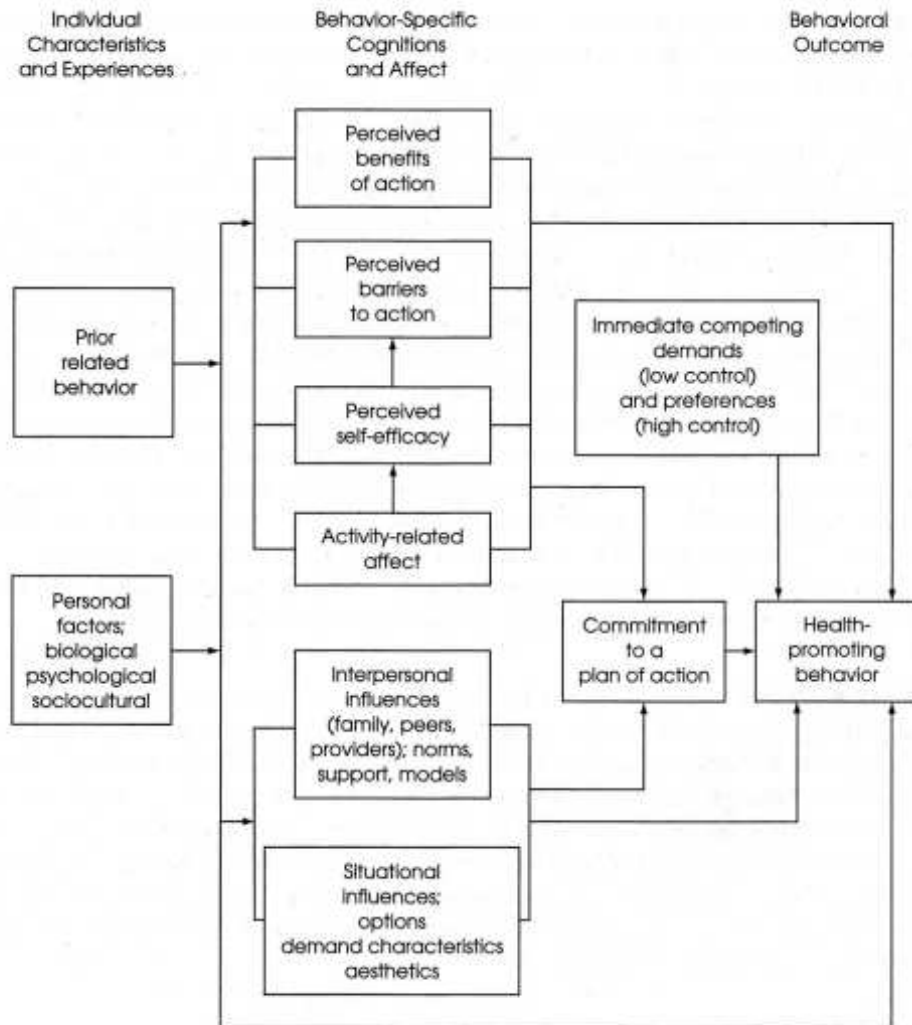 Individual
Characteristics
and Experiences
Behavior-Specific
Cognitions
and Affect
Behavioral
Outcome
Perceived
benefits
of action
Perceived
barriers
to action
Prior
related
behavior
Immediate competing
demands
(low control)
and preferences
(high control)
Perceived
self-efficacy
Activity-related
affect
Personal
factors;
biological
psychological
sociocultural
Commitment
to a
plan of action
Health-
promoting
behavior
Interpersonal
influences
(family, peers,
providers); norms,
support, models
Situational
influences;
options
demand characteristics
aesthetics